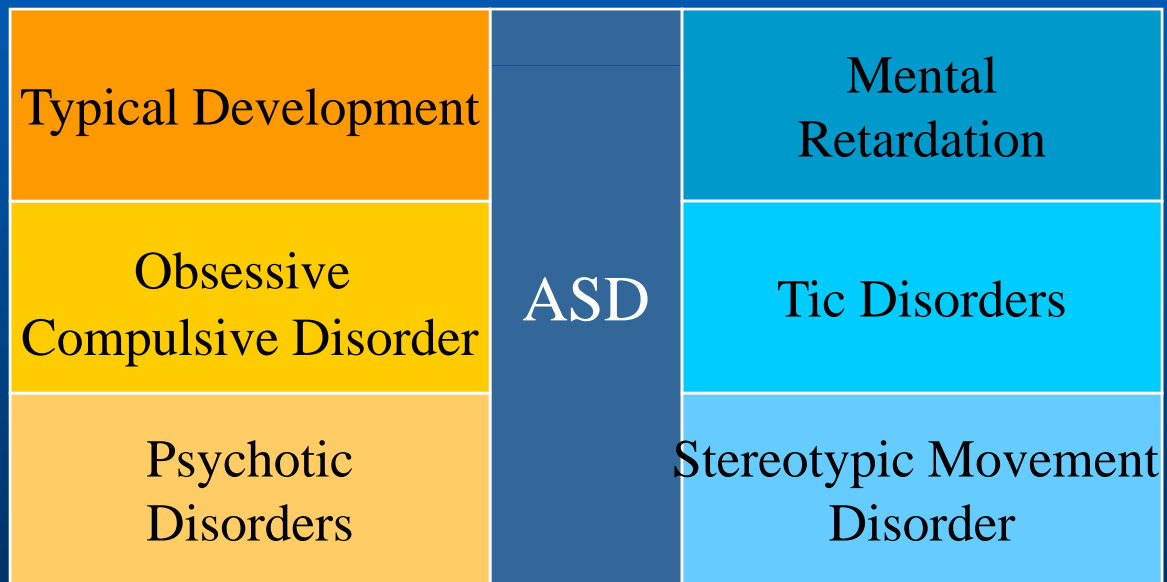 Typical Development
Obsessive
Compulsive Disorder
Psychotic
Disorders
ASD
Mental
Retardation
Tic Disorders
Stereotypic Movement
Disorder